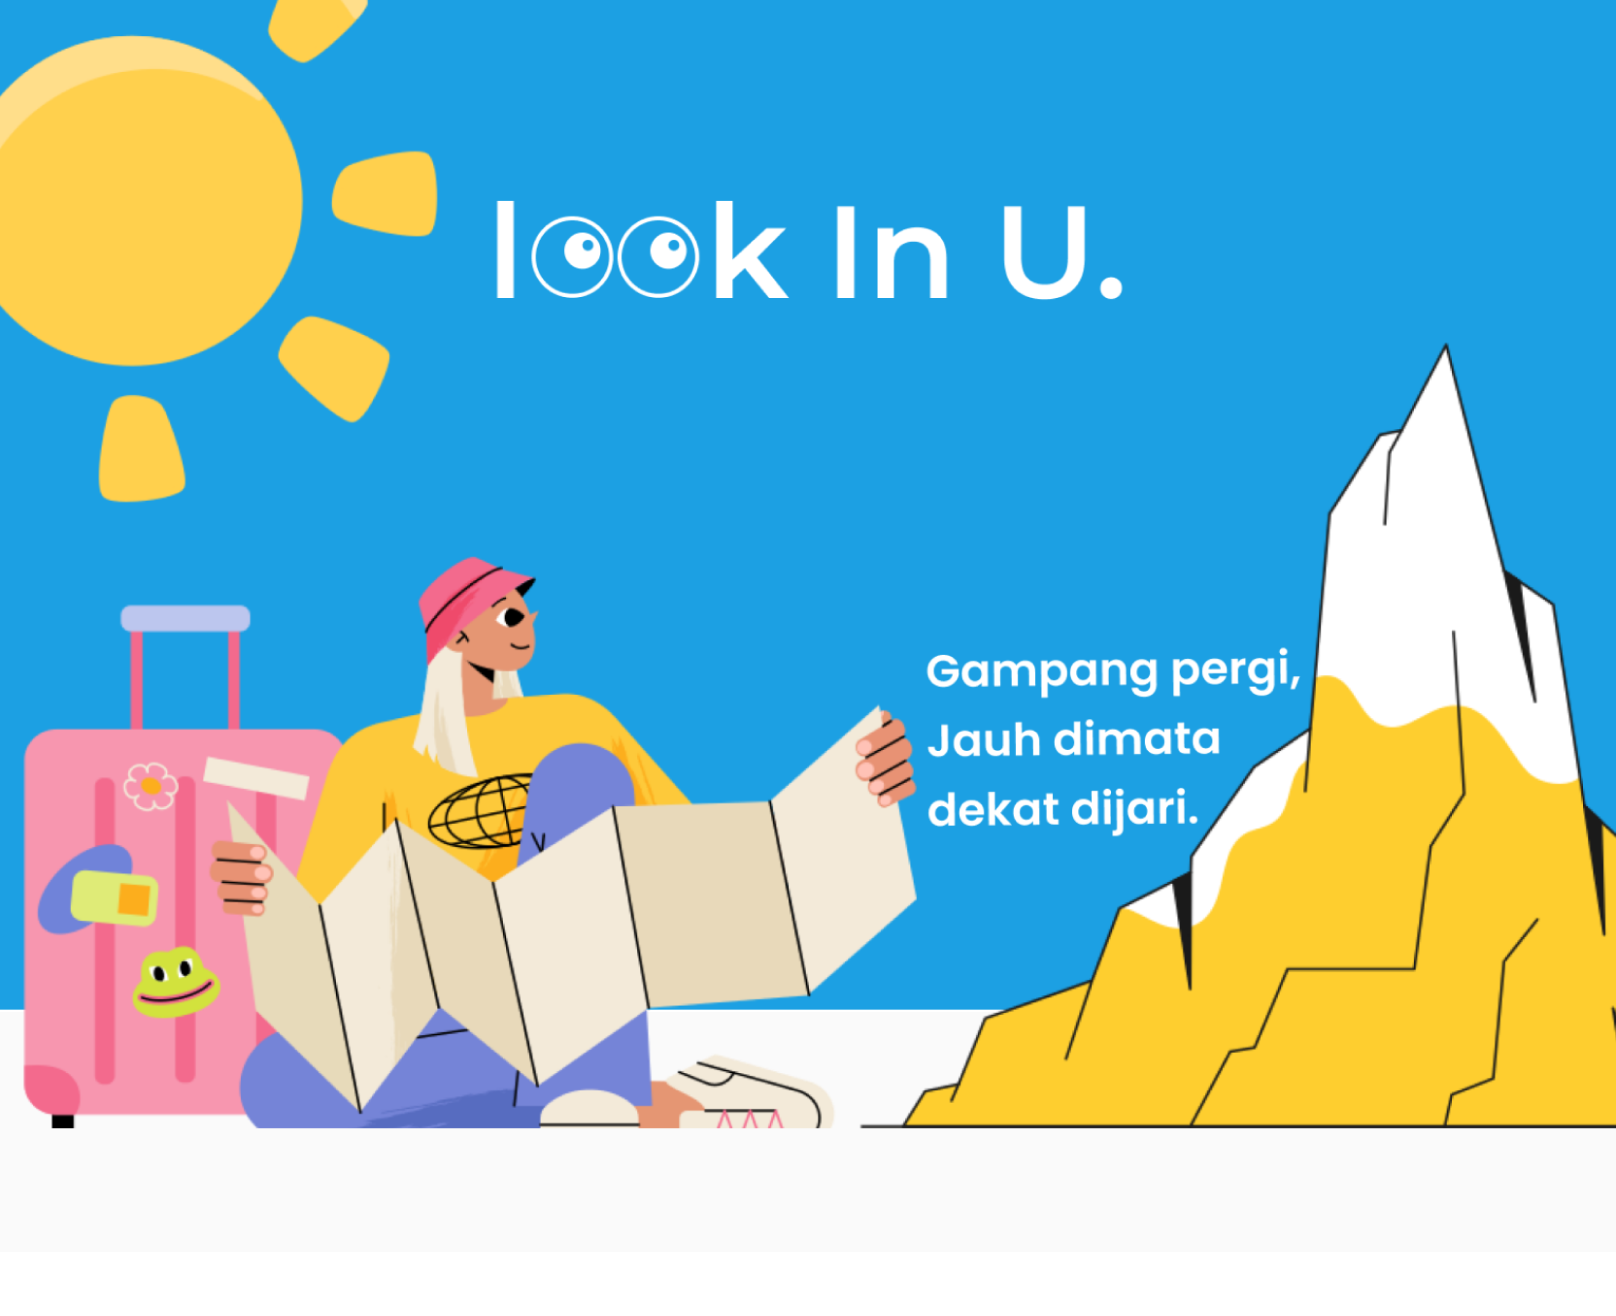 look In U.
Gampang pergi,
Jauh dimata
dekat dijari.